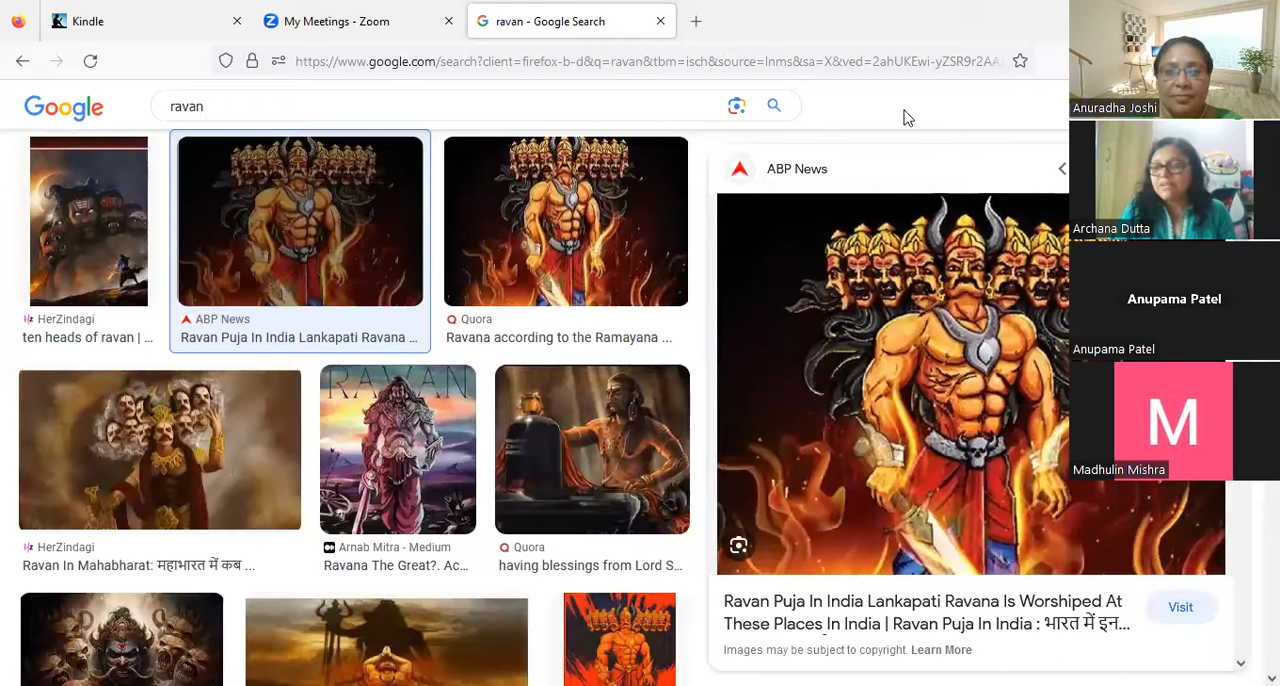 Kindle
My Meetings - Zoom
ravan - Google Search
https://www.google.com/search?client=firefox-b-d&q=ravan&tbm=isch&source=lnms&sa=X&ved=2ahUKEwi-yZSR9r2AA
Google
ravan
ABP News
HerZindagi
ten heads of ravan | ...
ABP News
Ravan Puja In India Lankapati Ravana ...
Quora
Ravana according to the Ramayana ...
RAVAN
HerZindagi
Ravan In Mahabharat: महाभारत में कब ...
Arnab Mitra - Medium
Ravana The Great?. Ac...
Quora
having blessings from Lord S...
Ravan Puja In India Lankapati Ravana Is Worshiped At
These Places In India | Ravan Puja In India : भारत में इन...
Visit
Images may be subject to copyright. Learn More
Anuradha Joshi
Archana Dutta
Anupama Patel
Anupama Patel
M
Madhulin Mishra